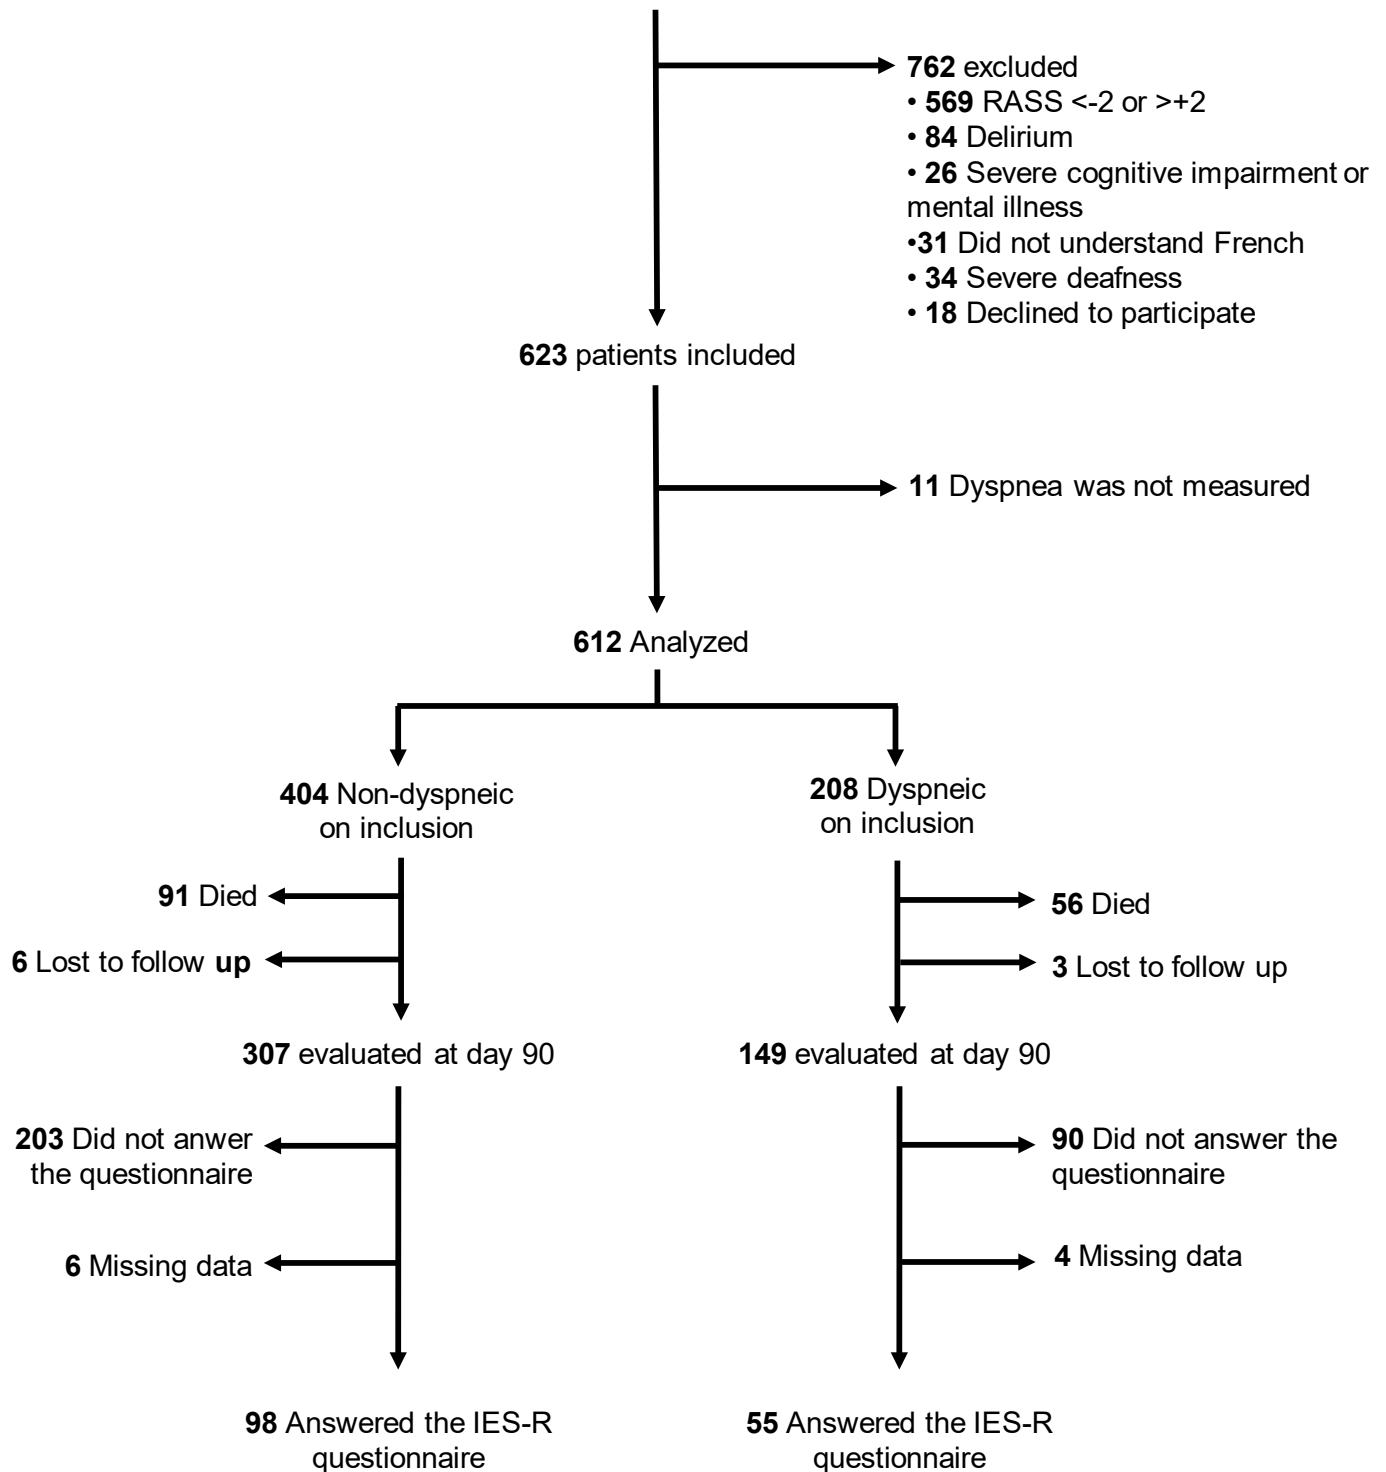 762 excluded
• 569 RASS <-2 or >+2
• 84 Delirium
• 26 Severe cognitive impairment or
mental illness
•31 Did not understand French
• 34 Severe deafness
• 18 Declined to participate
623 patients included
11 Dyspnea was not measured
612 Analyzed
404 Non-dyspneic
on inclusion
208 Dyspneic
on inclusion
91 Died
56 Died
6 Lost to follow up
3 Lost to follow up
307 evaluated at day 90
149 evaluated at day 90
203 Did not anwer
the questionnaire
90 Did not answer the
questionnaire
6 Missing data
4 Missing data
98 Answered the IES-R
questionnaire
55 Answered the IES-R
questionnaire